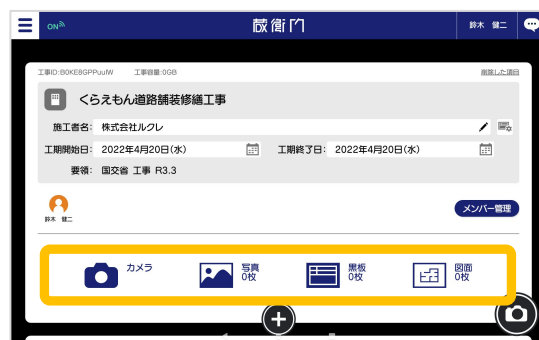 ON
蔵衛門
鈴木 健二
工事ID:B0KE8GPPuuIW 工事容量:0GB
削除した項目
くらえもん道路舗装修繕工事
施工者名: 株式会社ルクレ
工期開始日: 2022年4月20日(水) 工期終了日: 2022年4月20日(水)
要領: 国交省 工事 R3.3
鈴木 健二
メンバー管理
カメラ
写真
0枚
黒板
0枚
図面
0枚